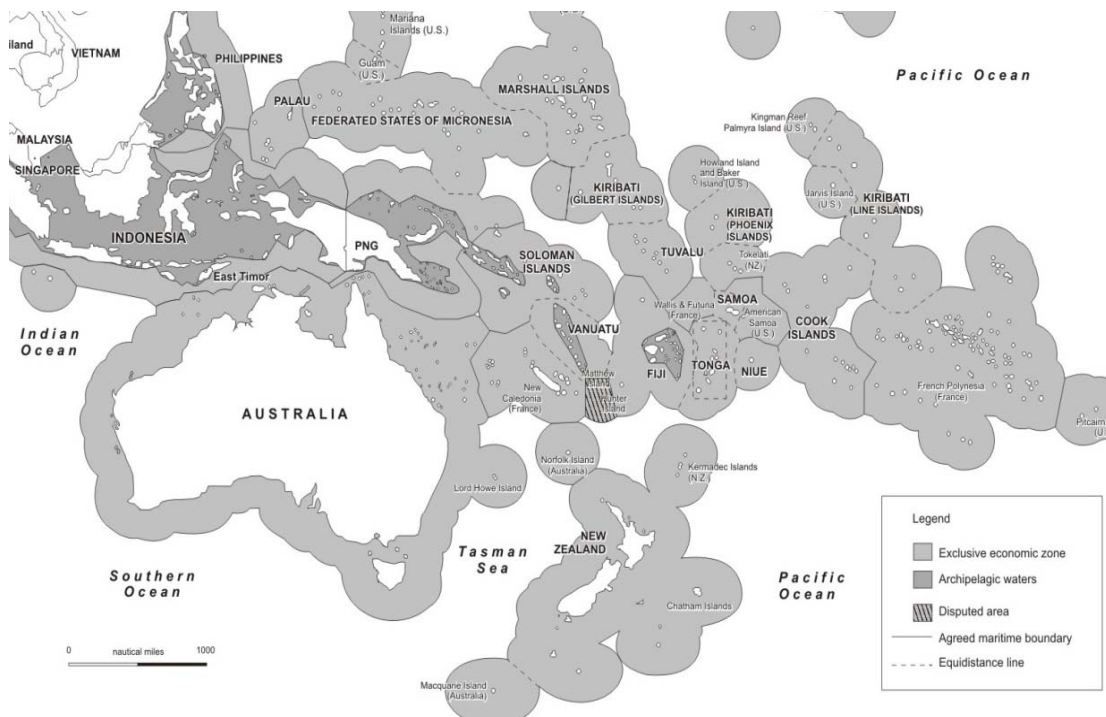 Mariana
Islands (U.S.)
Guam
(U.S.)
VIETNAM
PHILIPPINES
Pacific Ocean
PALAU
MARSHALL ISLANDS
FEDERATED STATES OF MICRONESIA
Kingman Reef
Palmyra Island (U.S.)
MALAYSIA
SINGAPORE
Howland Island
and Baker
Island (U.S.)
Jarvis Island
(U.S.)
KIRIBATI
(GILBERT ISLANDS)
KIRIBATI
(LINE ISLANDS)
KIRIBATI
(PHOENIX
ISLANDS)
INDONESIA
PNG
SOLOMAN
ISLANDS
TUVALU
Tokelati
(NZ)
East Timor
Wallis & Futuna
(France)
SAMOA
American
Samoa
(U.S.)
COOK
ISLANDS
Indian
Ocean
VANUATU
FIJI
TONGA
NIUE
Matthew
Island
Hunter
Island
New
Caledonia
(France)
French Polynesia
(France)
AUSTRALIA
Norfolk Island
(Australia)
Kermadec Islands
(N.Z.)
Lord Howe Island
NEW
ZEALAND
Tasman
Sea
Southern
Ocean
Pacific
Ocean
Chatham Islands
Macquarie Island
(Australia)
0 nautical miles 1000
Legend
Exclusive economic zone
Archipelagic waters
Disputed area
Agreed maritime boundary
Equidistance line